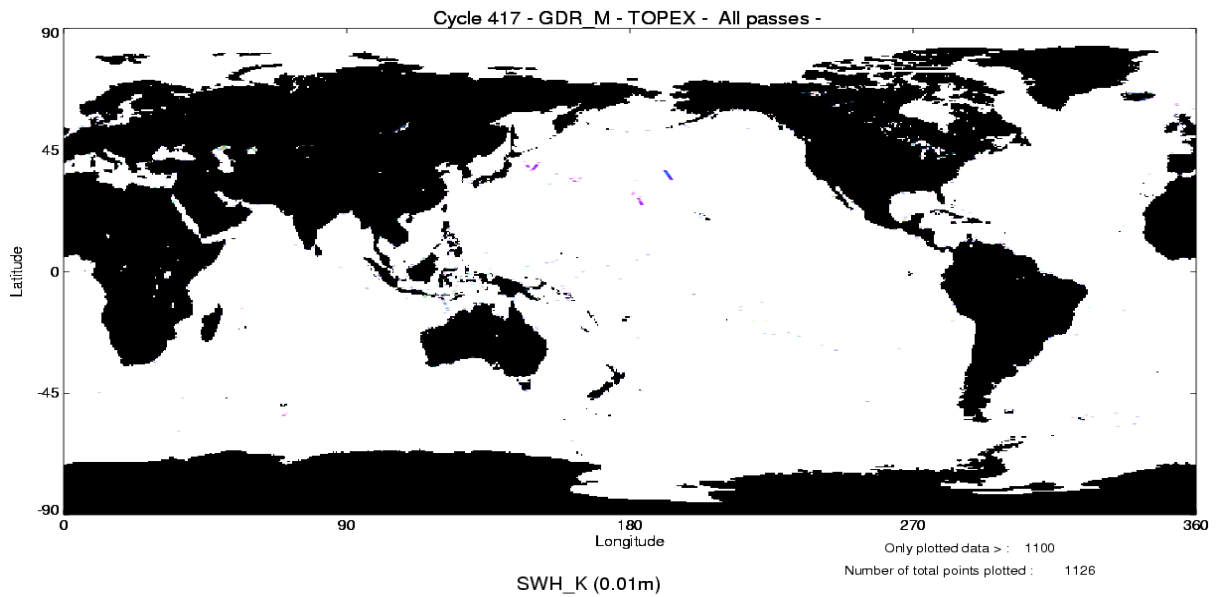 Cycle 417 - GDR_M - TOPEX - All passes -
90
45
0
-45
-90
Latitude
0 90 180 270 360
Longitude
Only plotted data > : 1100
Number of total points plotted : 1126
SWH_K (0.01m)